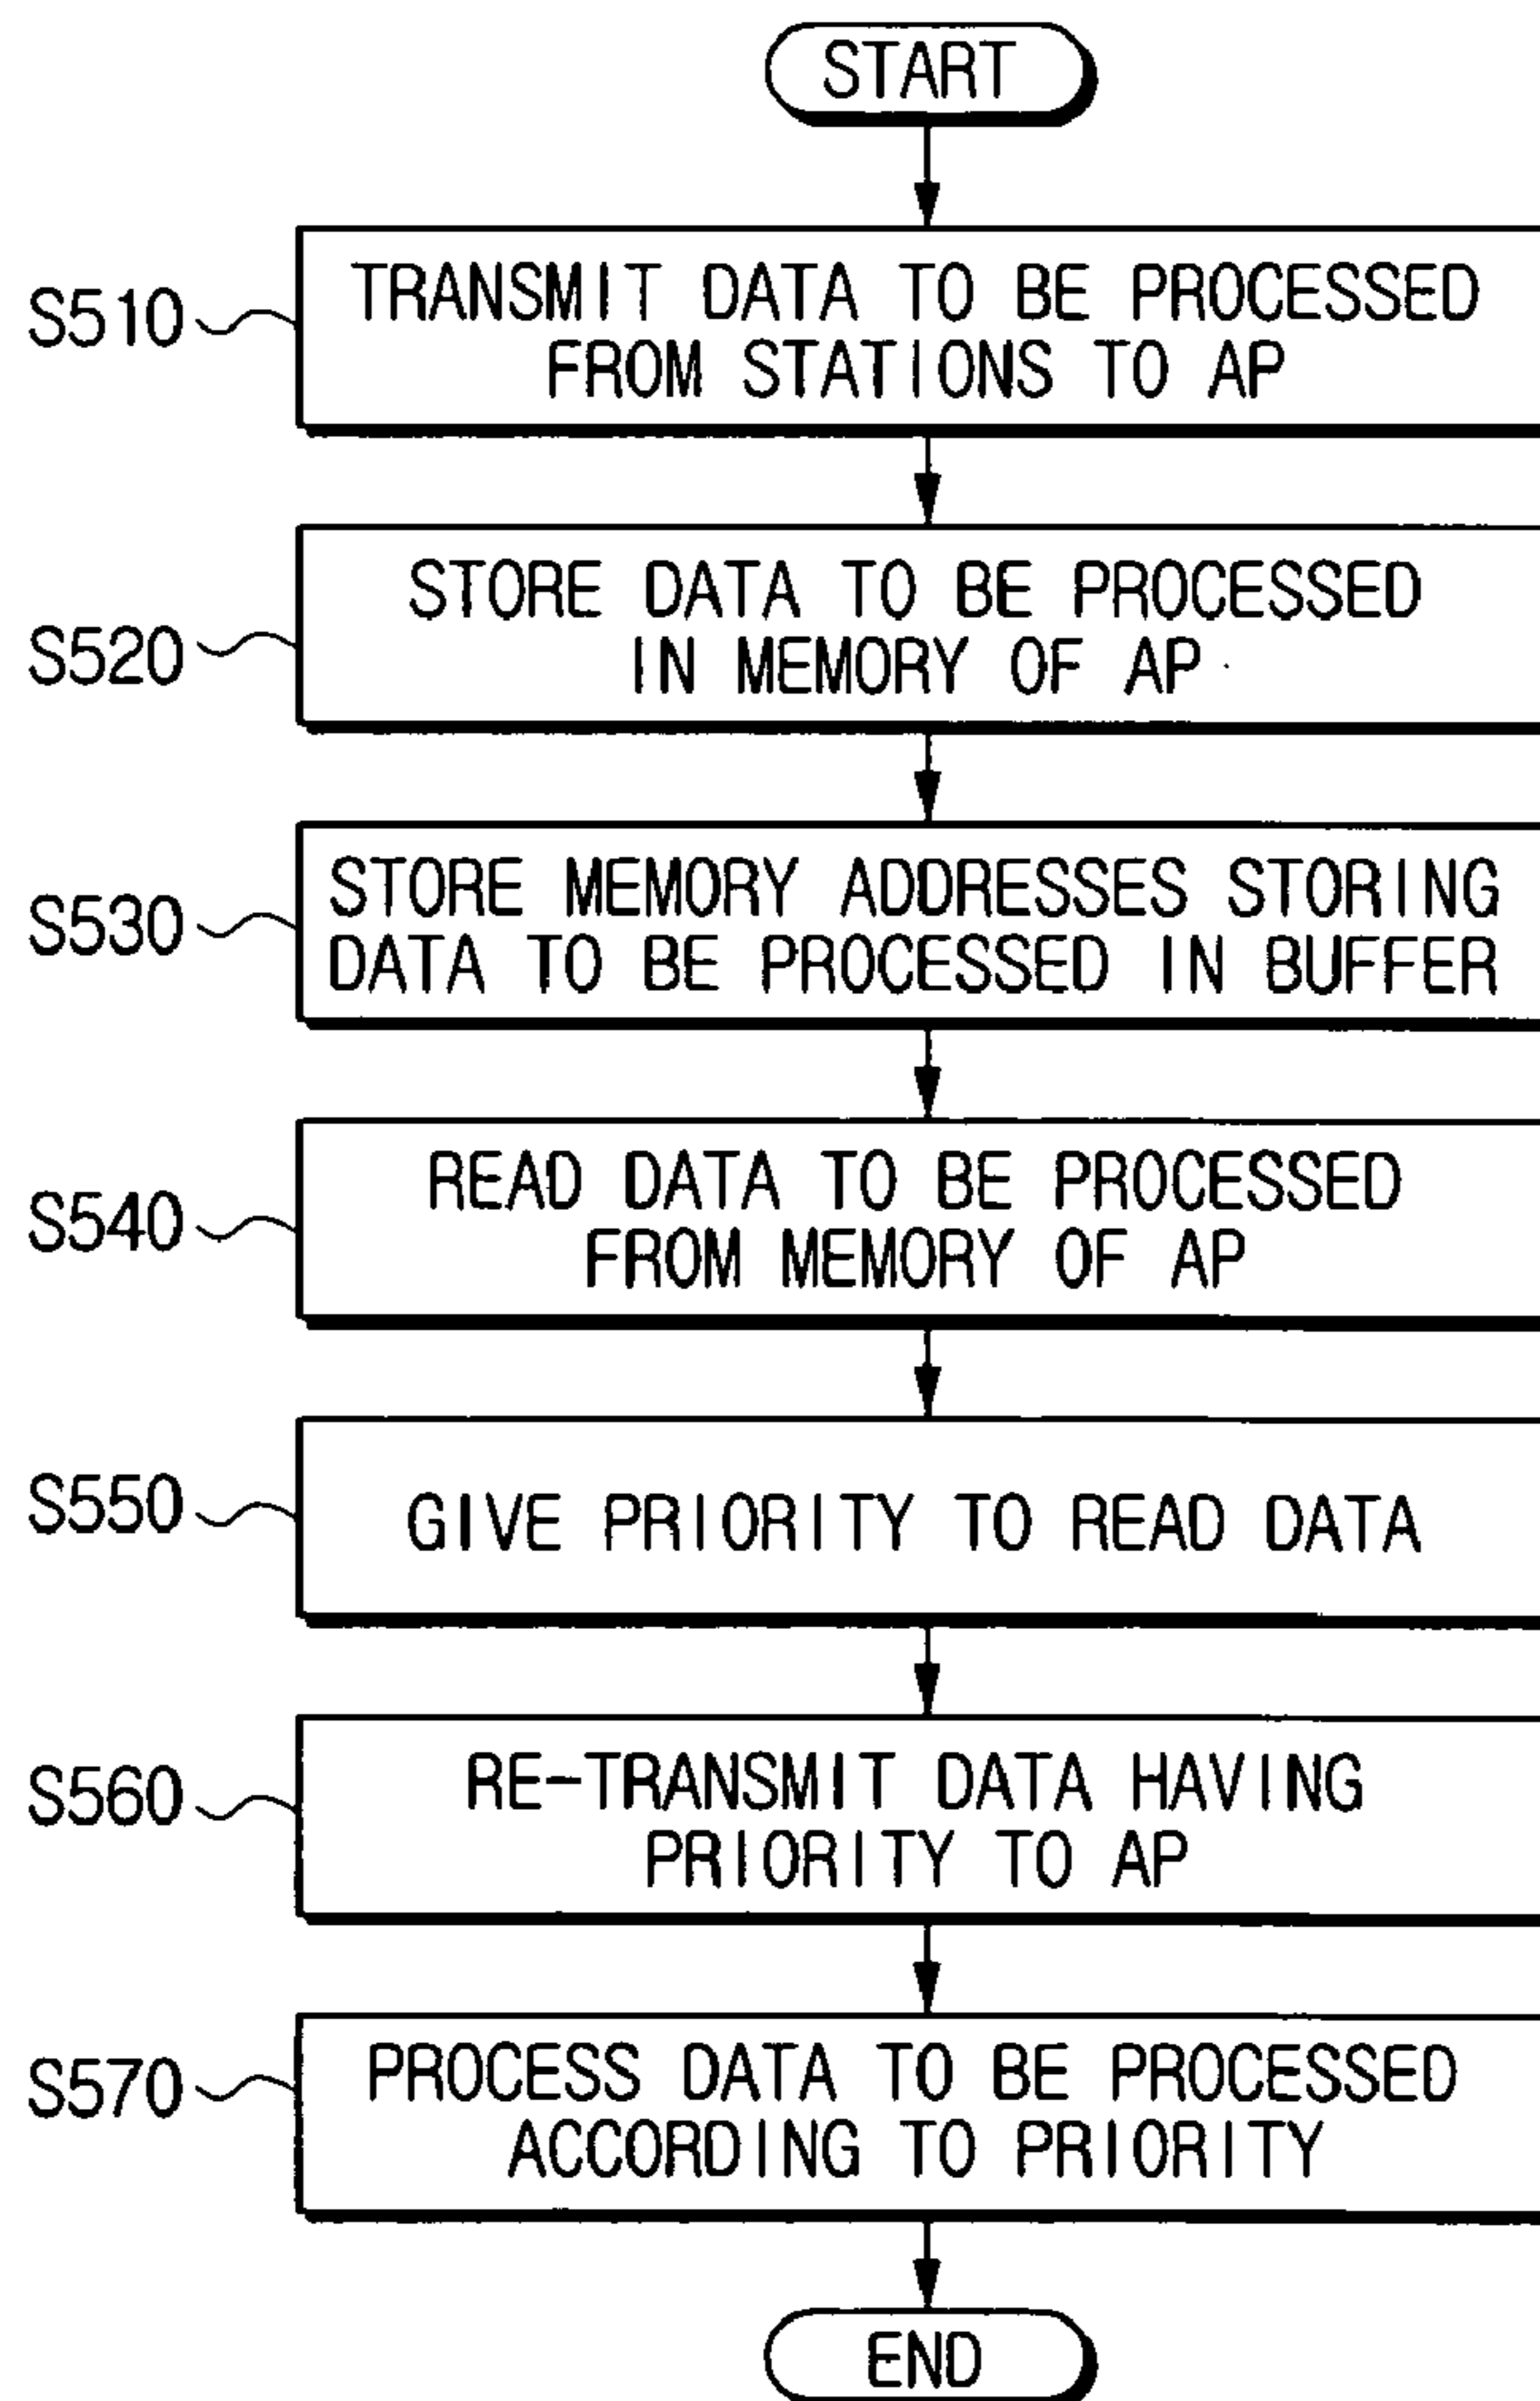 START
S510
TRANSMIT DATA TO BE PROCESSED
FROM STATIONS TO AP
S520
STORE DATA TO BE PROCESSED
IN MEMORY OF AP
S530
STORE MEMORY ADDRESSES STORING
DATA TO BE PROCESSED IN BUFFER
S540
READ DATA TO BE PROCESSED
FROM MEMORY OF AP
S550
GIVE PRIORITY TO READ DATA
S560
RE-TRANSMIT DATA HAVING
PRIORITY TO AP
S570
PROCESS DATA TO BE PROCESSED
ACCORDING TO PRIORITY
END